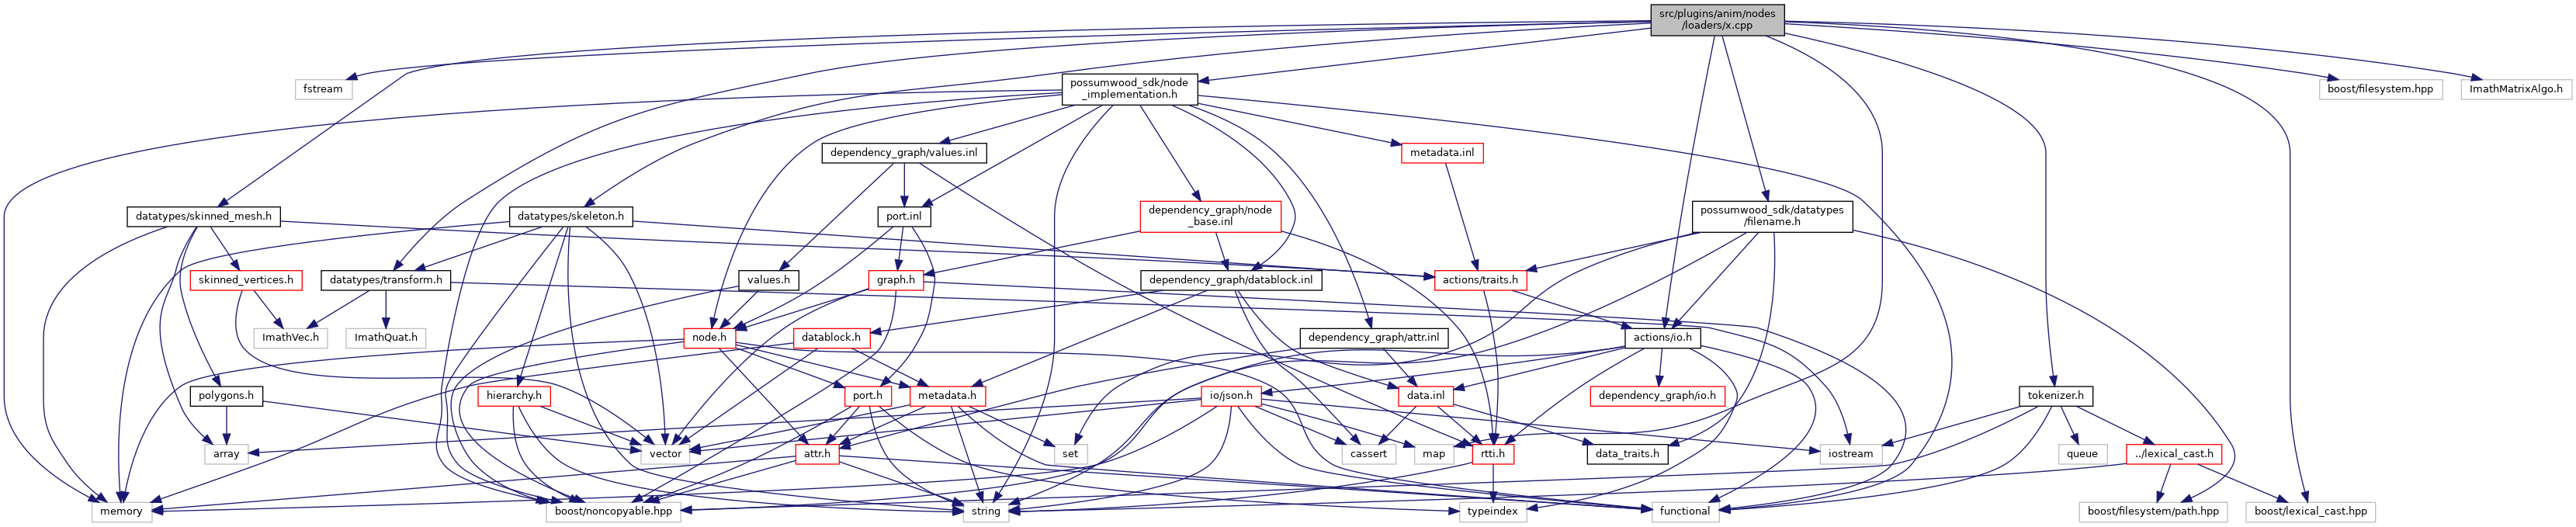 src/plugins/anim/nodes
/loaders/x.cpp
fstream
possumwood_sdk/node
_implementation.h
boost/filesystem.hpp
ImathMatrixAlgo.h
dependency_graph/values.inl
metadata.inl
datatypes/skinned_mesh.h
datatypes/skeleton.h
port.inl
dependency_graph/node
_base.inl
possumwood_sdk/datatypes
/filename.h
skinned_vertices.h
datatypes/transform.h
values.h
graph.h
dependency_graph/datablock.inl
actions/traits.h
ImathVec.h
ImathQuat.h
node.h
datablock.h
dependency_graph/attr.inl
actions/io.h
polygons.h
hierarchy.h
port.h
metadata.h
io/json.h
data.inl
dependency_graph/io.h
tokenizer.h
array
vector
attr.h
set
cassert
map
rtti.h
data_traits.h
iostream
queue
../lexical_cast.h
memory
boost/noncopyable.hpp
string
typeindex
functional
boost/filesystem/path.hpp
boost/lexical_cast.hpp